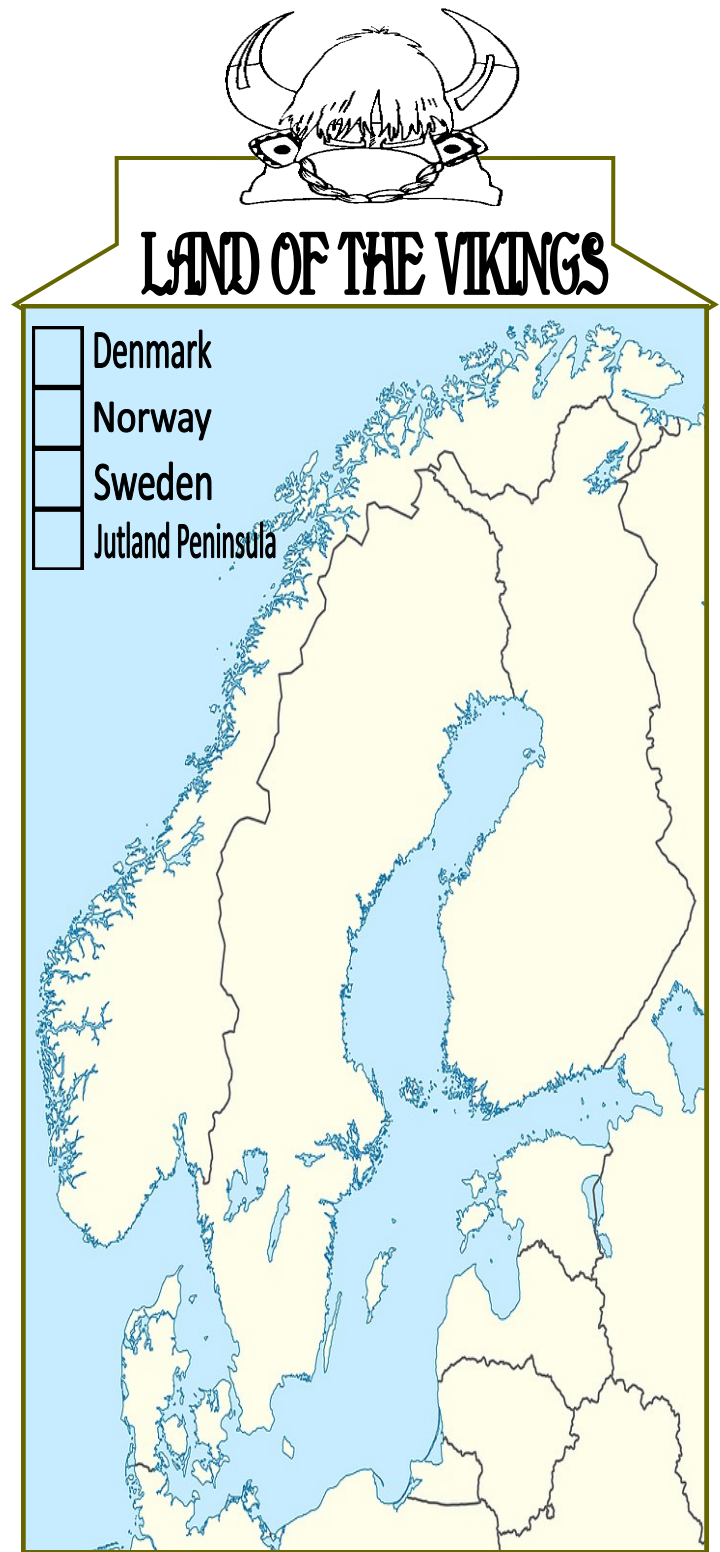 LAND OF THE VIKINGS
Denmark
Norway
Sweden
Jutland Peninsula